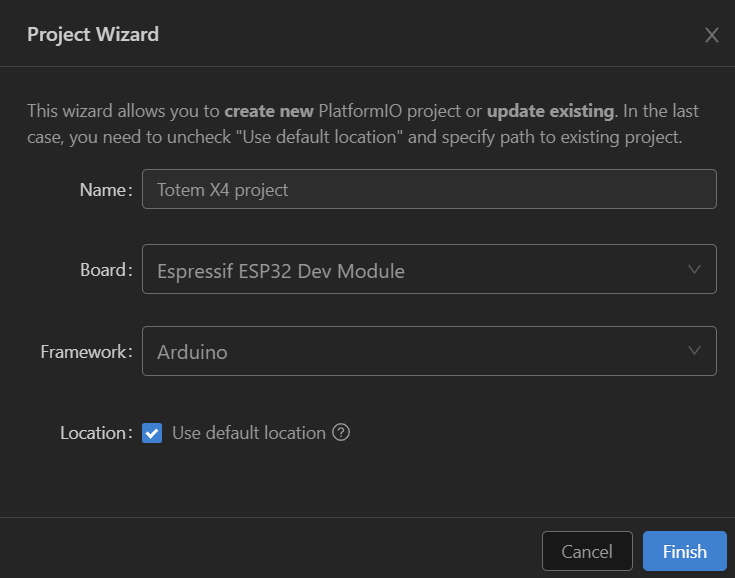 Project Wizard
This wizard allows you to create new PlatformIO project or update existing. In the last
case, you need to uncheck "Use default location" and specify path to existing project.
Name: Totem X4 project
Board: Espressif ESP32 Dev Module
Framework: Arduino
Location: Use default location
Cancel Finish